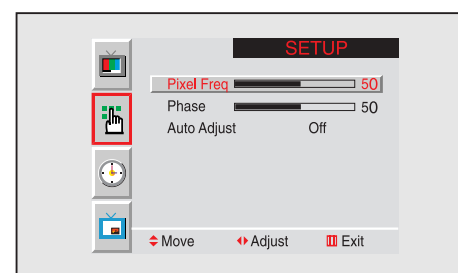 SETUP
Pixel Freq 50
Phase 50
Auto Adjust Off
Move Adjust Exit